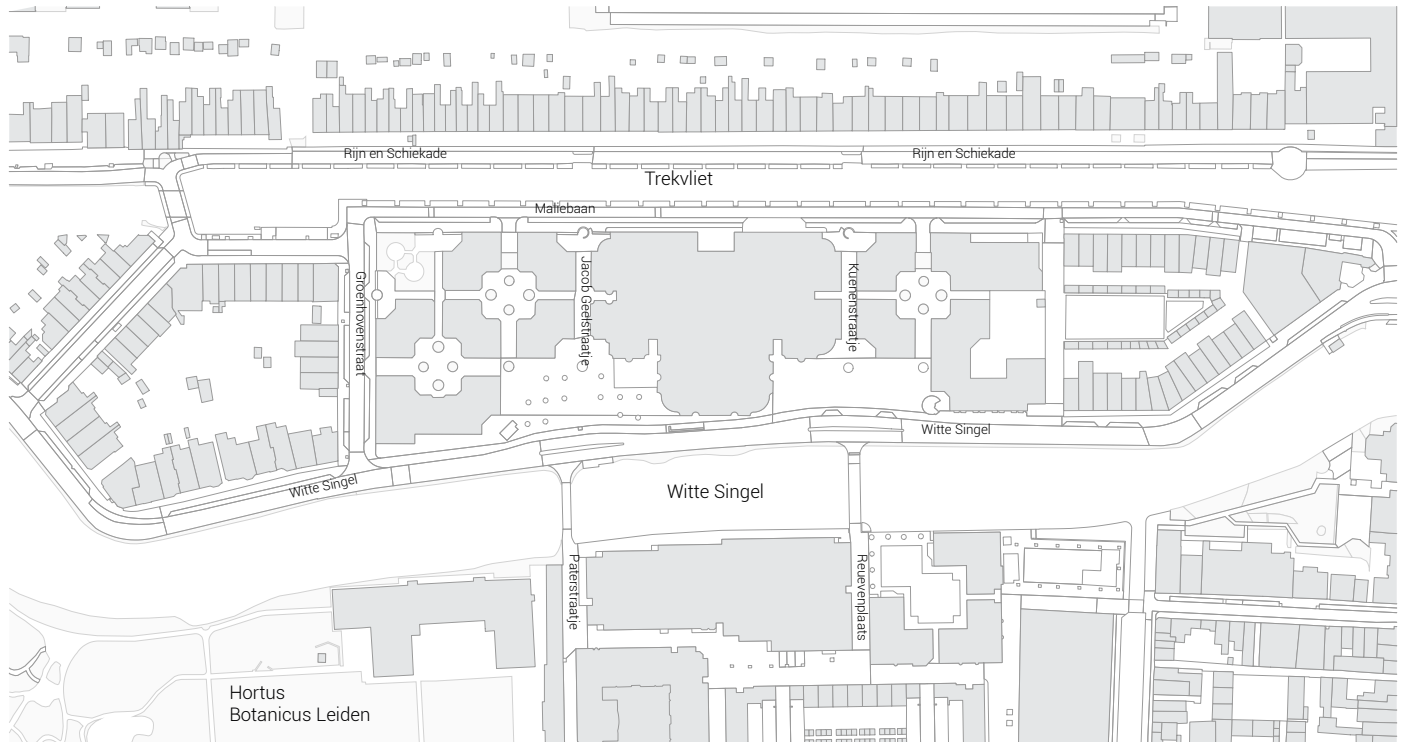 Rijn en Schiekade
Rijn en Schiekade
Trekvliet
Maliebaan
Groenhovenstraat
Jacob Geelstraatje
Kuenenstraatje
Witte Singel
Witte Singel
Witte Singel
Paterstraatje
Reuevenplaats
Hortus
Botanicus Leiden